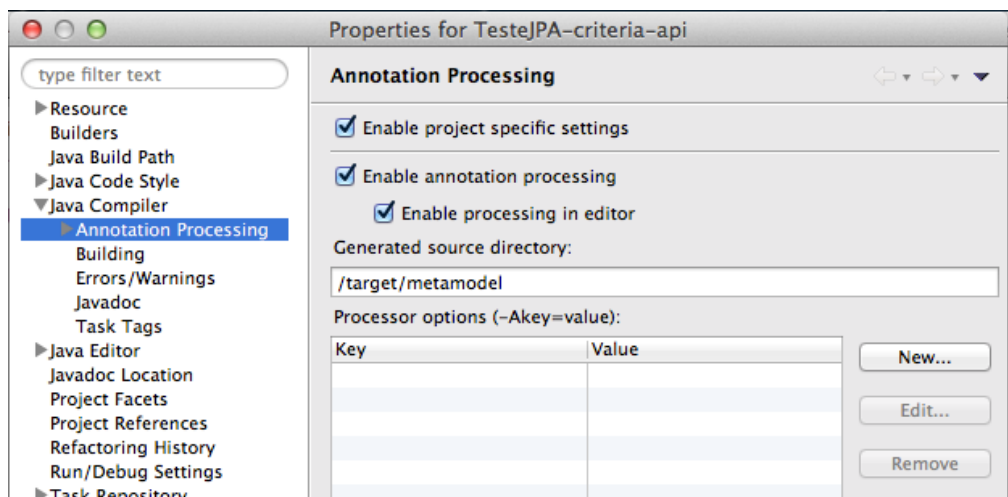 Properties for TesteJPA-criteria-api
type filter text
Resource
Builders
Java Build Path
Java Code Style
Java Compiler
Annotation Processing
Building
Errors/Warnings
Javadoc
Task Tags
Java Editor
Javadoc Location
Project Facets
Project References
Refactoring History
Run/Debug Settings
Task Repository
Annotation Processing
Enable project specific settings
Enable annotation processing
Enable processing in editor
Generated source directory:
/target/metamodel
Processor options (-Akey=value):
Key Value
New...
Edit...
Remove